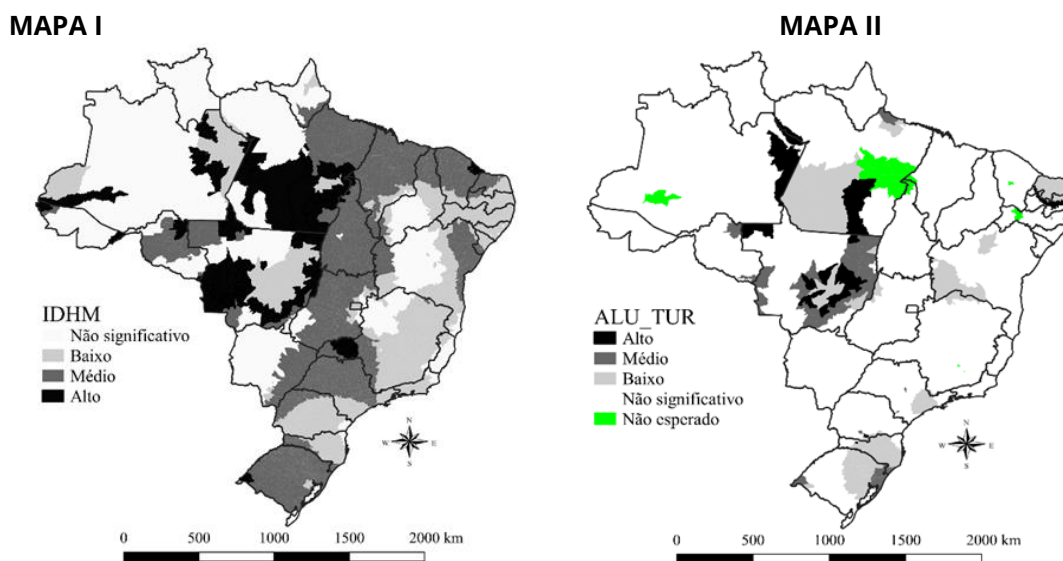 MAPA I
IDHM
Não significativo
Baixo
Médio
Alto
N
W E
S
0 500 1000 1500 2000 km
MAPA II
ALU_TUR
Alto
Médio
Baixo
Não significativo
Não esperado
N
W E
S
0 500 1000 1500 2000 km